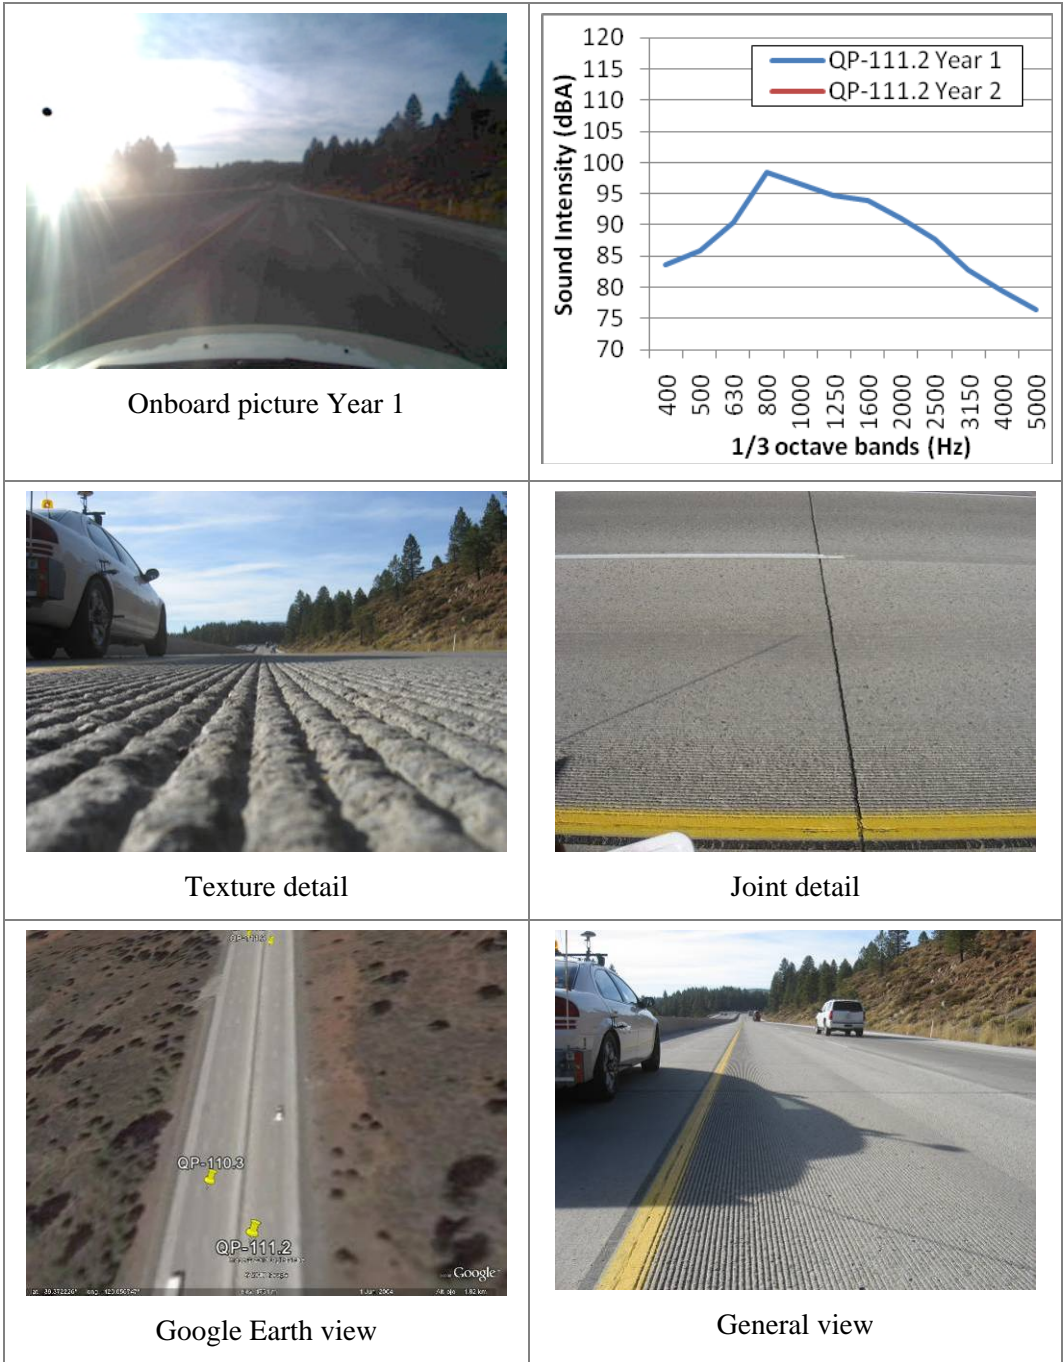 120
115
110
105
100
95
90
85
80
75
70
Sound Intensity (dBA)
QP-111.2 Year 1
QP-111.2 Year 2
400
500
630
800
1000
1250
1600
2000
2500
3150
4000
5000
1/3 octave bands (Hz)
Onboard picture Year 1
Texture detail
Joint detail
QP-110.3
QP-111.2
Google
1 Jun, 2004
Google Earth view
General view